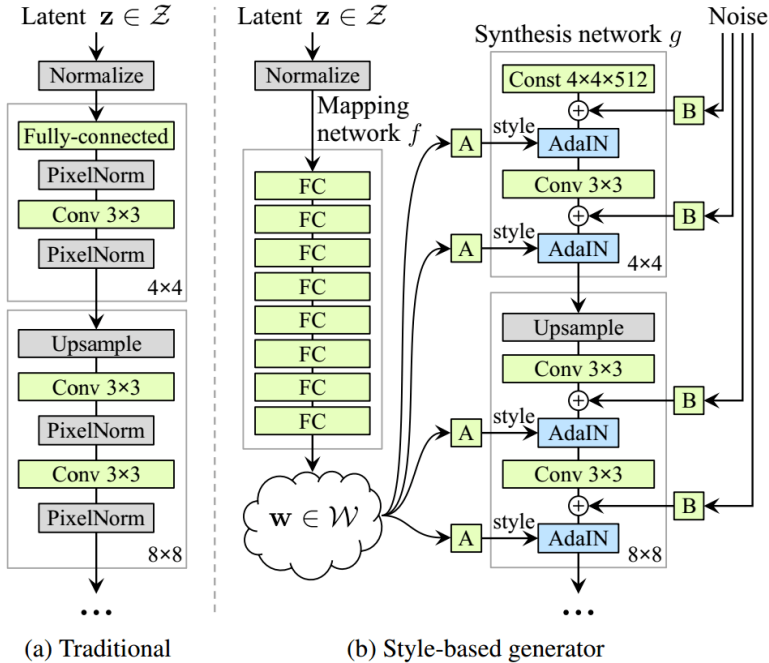 Latent z ∈ 𝒵
Normalize
Fully-connected
PixelNorm
Conv 3×3
PixelNorm
4×4
Upsample
Conv 3×3
PixelNorm
Conv 3×3
PixelNorm
8×8
...
(a) Traditional
Latent z ∈ 𝒵
Normalize
Mapping
network f
FC
FC
FC
FC
FC
FC
FC
FC
w ∈ 𝒲
A
style
A
style
A
style
A
style
Synthesis network g
Const 4×4×512
AdaIN
Conv 3×3
AdaIN
4×4
Upsample
Conv 3×3
AdaIN
Conv 3×3
AdaIN
8×8
...
Noise
B
B
B
B
(b) Style-based generator